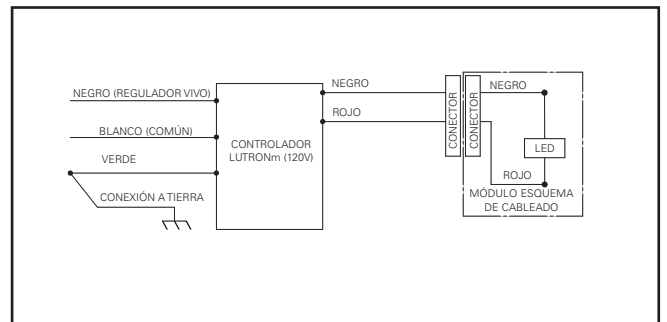 NEGRO (REGULADOR VIVO)
BLANCO (COMÚN)
VERDE
CONEXIÓN A TIERRA
CONTROLADOR
LUTRONm (120V)
NEGRO
ROJO
CONECTOR
CONECTOR
NEGRO
LED
ROJO
MÓDULO ESQUEMA
DE CABLEADO